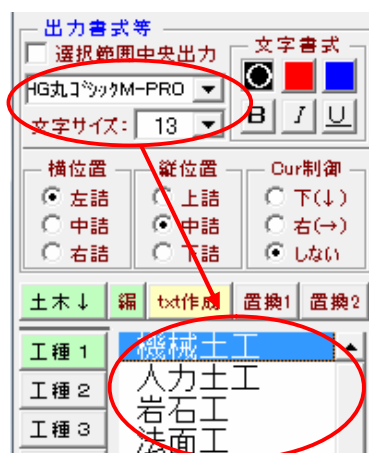 出力書式等
選択範囲中央出力
文字書式
HG丸ｺﾞｼｯｸM-PRO
文字サイズ: 13
B I U
横位置 縦位置 Cur制御
左詰 上詰 下(↓)
中詰 中詰 右(→)
右詰 下詰 しない
土木↓ 編 txt作成 置換1 置換2
工種1 機械土工
工種2 人力土工
岩石工
工種3 法面工